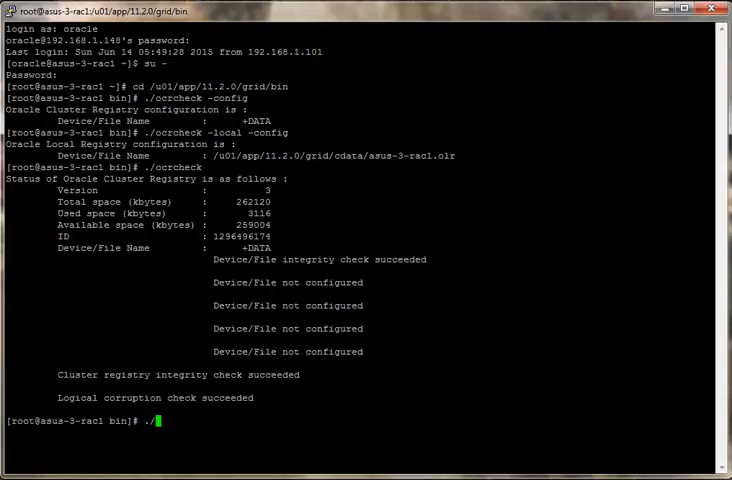 root@asus-3-rac1:/u01/app/11.2.0/grid/bin
login as: oracle
oracle@192.168.1.148's password:
Last login: Sun Jun 14 05:49:28 2015 from 192.168.1.101
[oracle@asus-3-rac1 ~]$ su -
Password:
[root@asus-3-rac1 ~]# cd /u01/app/11.2.0/grid/bin
[root@asus-3-rac1 bin]# ./ocrcheck -config
Oracle Cluster Registry configuration is :
Device/File Name : +DATA
[root@asus-3-rac1 bin]# ./ocrcheck -local -config
Oracle Local Registry configuration is :
Device/File Name : /u01/app/11.2.0/grid/cdata/asus-3-rac1.olr
[root@asus-3-rac1 bin]# ./ocrcheck
Status of Oracle Cluster Registry is as follows :
Version : 3
Total space (kbytes) : 262120
Used space (kbytes) : 3116
Available space (kbytes) : 259004
ID : 1296496174
Device/File Name : +DATA
Device/File integrity check succeeded
Device/File not configured
Device/File not configured
Device/File not configured
Device/File not configured
Cluster registry integrity check succeeded
Logical corruption check succeeded
[root@asus-3-rac1 bin]# ./